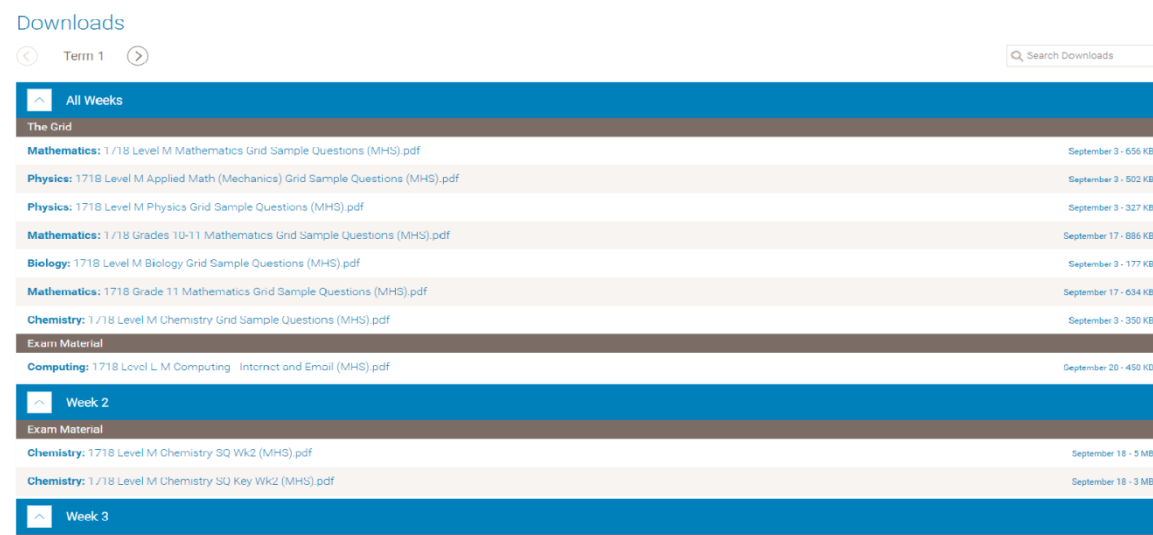 Downloads
Term 1
Search Downloads
All Weeks
The Grid
Mathematics: 1718 Level M Mathematics Grid Sample Questions (MHS).pdf September 3 - 656 KB
Physics: 1718 Level M Applied Math (Mechanics) Grid Sample Questions (MHS).pdf September 3 - 502 KB
Physics: 1718 Level M Physics Grid Sample Questions (MHS).pdf September 3 - 327 KB
Mathematics: 1718 Grades 10-11 Mathematics Grid Sample Questions (MHS).pdf September 17 - 886 KB
Biology: 1718 Level M Biology Grid Sample Questions (MHS).pdf September 3 - 177 KB
Mathematics: 1718 Grade 11 Mathematics Grid Sample Questions (MHS).pdf September 17 - 634 KB
Chemistry: 1718 Level M Chemistry Grid Sample Questions (MHS).pdf September 3 - 350 KB
Exam Material
Computing: 1718 Level L M Computing Internet and Email (MHS).pdf September 20 - 450 KB
Week 2
Exam Material
Chemistry: 1718 Level M Chemistry SQ Wk2 (MHS).pdf September 18 - 5 MB
Chemistry: 1718 Level M Chemistry SQ Key Wk2 (MHS).pdf September 18 - 3 MB
Week 3